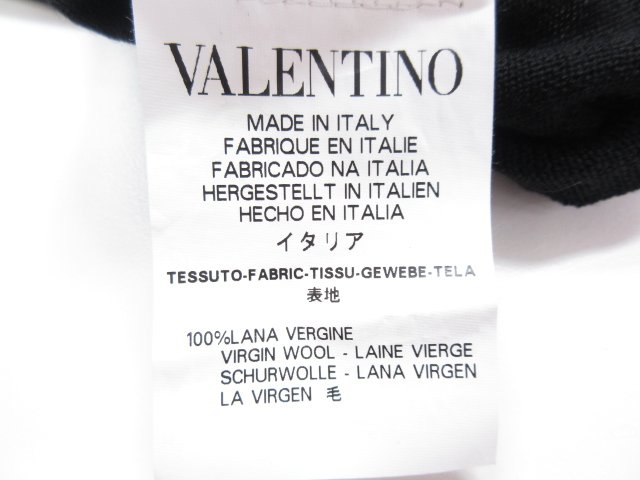 VALENTINO
MADE IN ITALY
FABRIQUE EN ITALIE
FABRICADO NA ITALIA
HERGESTELLT IN ITALIEN
HECHO EN ITALIA
イタリア
TESSUTO-FABRIC-TISSU-GEWEBE-TELA
表地
100%LANA VERGINE
VIRGIN WOOL - LAINE VIERGE
SCHURWOLLE - LANA VIRGEN
LA VIRGEN 毛